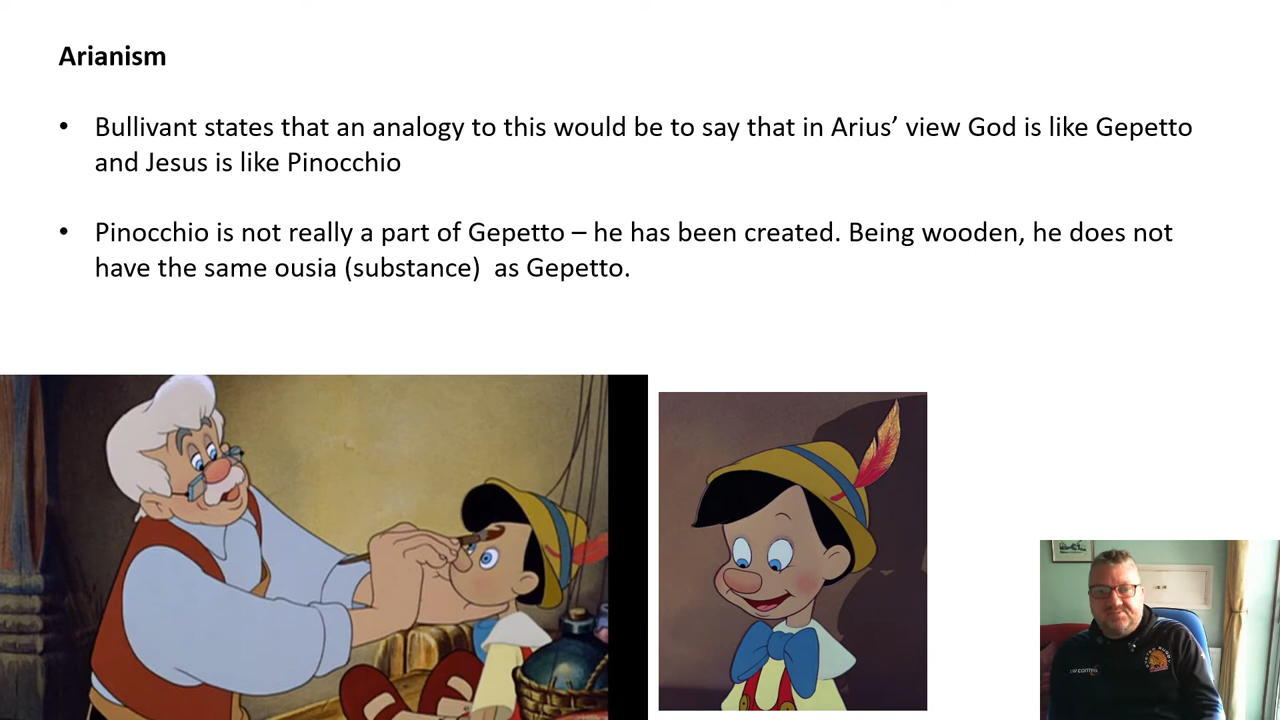 Arianism
• Bullivant states that an analogy to this would be to say that in Arius’ view God is like Gepetto
and Jesus is like Pinocchio
• Pinocchio is not really a part of Gepetto – he has been created. Being wooden, he does not
have the same ousia (substance)  as Gepetto.